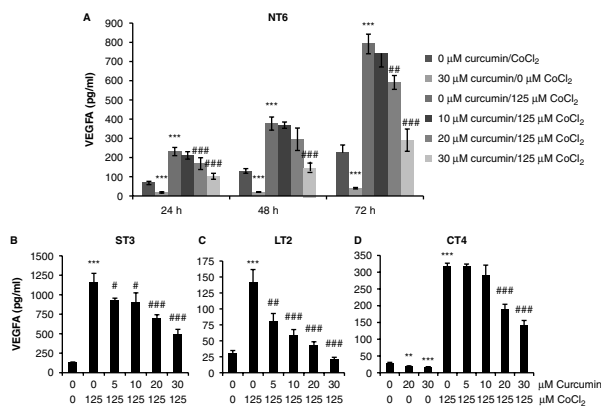 A NT6
VEGFA (pg/ml)
900
800
700
600
500
400
300
200
100
0
*** *** ### ###
*** *** ###
*** *** ## ###
24 h 48 h 72 h
0 µM curcumin/CoCl2
30 µM curcumin/0 µM CoCl2
0 µM curcumin/125 µM CoCl2
10 µM curcumin/125 µM CoCl2
20 µM curcumin/125 µM CoCl2
30 µM curcumin/125 µM CoCl2
B ST3
VEGFA (pg/ml)
1500
1250
1000
750
500
250
0
*** # # ### ###
0 0 5 10 20 30
0 125 125 125 125 125
C LT2
175
150
125
100
75
50
25
0
*** ## ### ### ###
0 0 5 10 20 30
0 125 125 125 125 125
D CT4
350
300
250
200
150
100
50
0
** *** *** ### ###
0 20 30 0 5 10 20 30 µM Curcumin
0 0 0 125 125 125 125 125 µM CoCl2